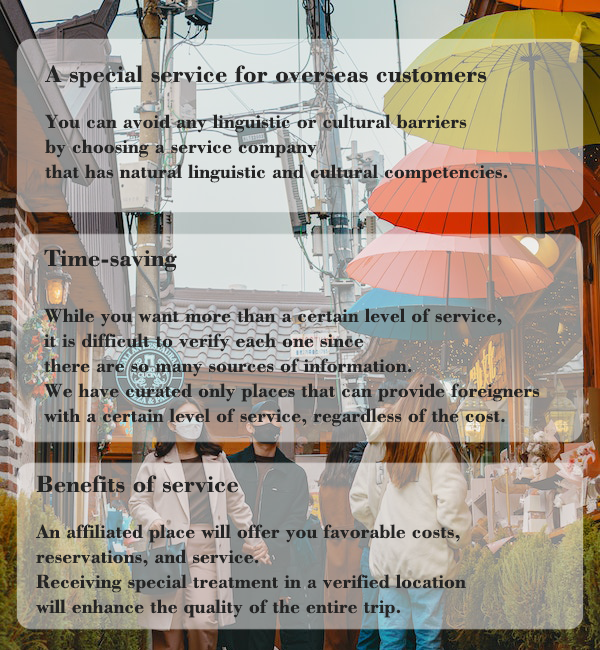 A special service for overseas customers
You can avoid any linguistic or cultural barriers
by choosing a service company
that has natural linguistic and cultural competencies.
Time-saving
While you want more than a certain level of service,
it is difficult to verify each one since
there are so many sources of information.
We have curated only places that can provide foreigners
with a certain level of service, regardless of the cost.
Benefits of service
An affiliated place will offer you favorable costs,
reservations, and service.
Receiving special treatment in a verified location
will enhance the quality of the entire trip.